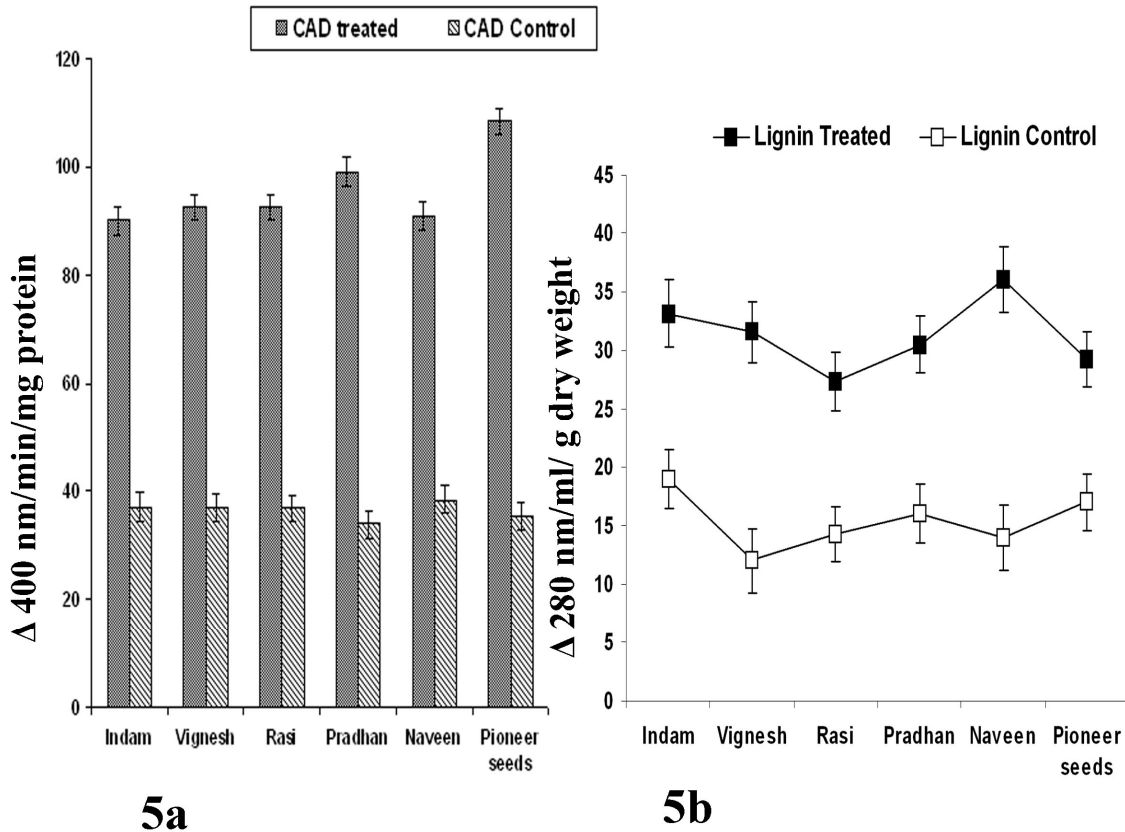 CAD treated CAD Control
Δ 400 nm/min/mg protein
120
100
80
60
40
20
0
Indam Vignesh Rasi Pradhan Naveen Pioneer
seeds
5a
Lignin Treated Lignin Control
Δ 280 nm/ml/ g dry weight
45
40
35
30
25
20
15
10
5
0
Indam Vignesh Rasi Pradhan Naveen Pioneer
seeds
5b